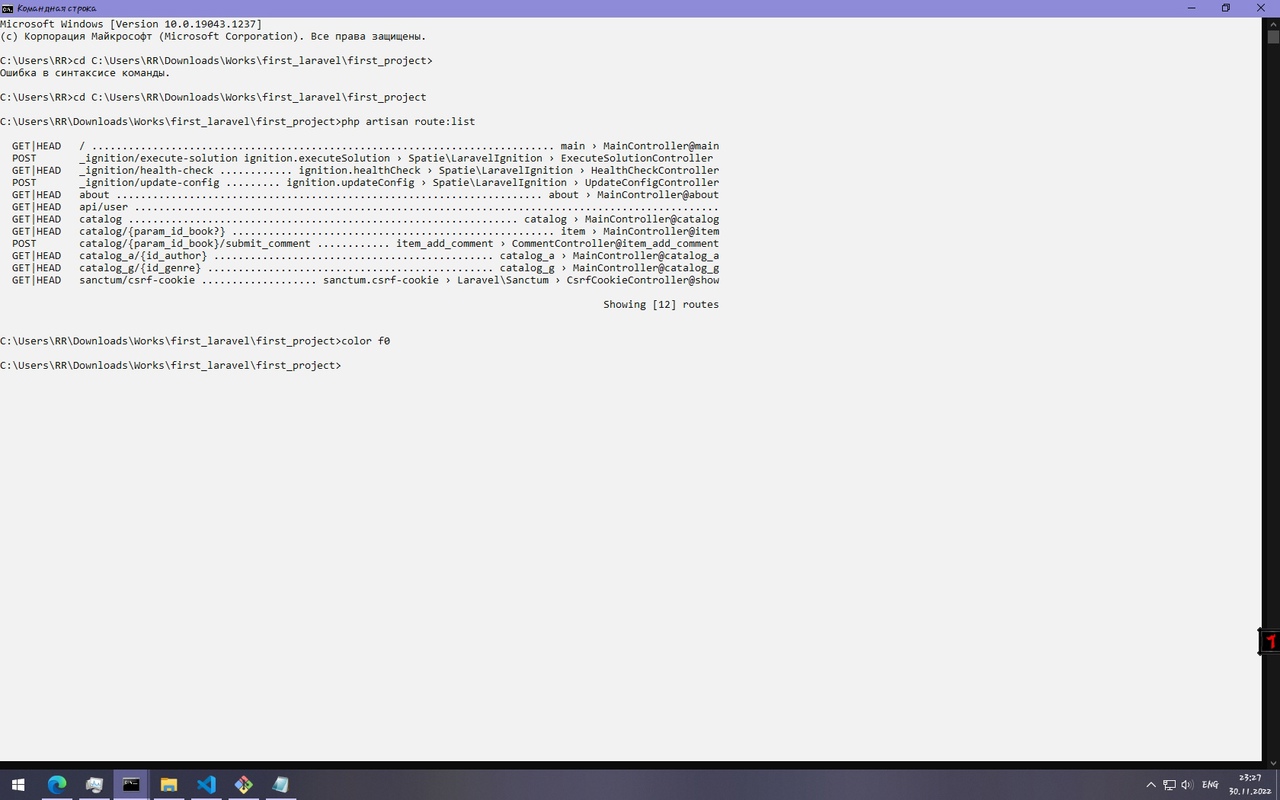 Командная строка
Microsoft Windows [Version 10.0.19043.1237]
(c) Корпорация Майкрософт (Microsoft Corporation). Все права защищены.
C:\Users\RR>cd C:\Users\RR\Downloads\Works\first_laravel\first_project>
Ошибка в синтаксисе команды.
C:\Users\RR>cd C:\Users\RR\Downloads\Works\first_laravel\first_project
C:\Users\RR\Downloads\Works\first_laravel\first_project>php artisan route:list
GET|HEAD / ............................................................................ main › MainController@main
POST _ignition/execute-solution ignition.executeSolution › Spatie\LaravelIgnition › ExecuteSolutionController
GET|HEAD _ignition/health-check ............ ignition.healthCheck › Spatie\LaravelIgnition › HealthCheckController
POST _ignition/update-config ......... ignition.updateConfig › Spatie\LaravelIgnition › UpdateConfigController
GET|HEAD about ...................................................................... about › MainController@about
GET|HEAD api/user ................................................................................................
GET|HEAD catalog ................................................................ catalog › MainController@catalog
GET|HEAD catalog/{param_id_book?} ..................................................... item › MainController@item
POST catalog/{param_id_book}/submit_comment ............ item_add_comment › CommentController@item_add_comment
GET|HEAD catalog_a/{id_author} .............................................. catalog_a › MainController@catalog_a
GET|HEAD catalog_g/{id_genre} ............................................... catalog_g › MainController@catalog_g
GET|HEAD sanctum/csrf-cookie ................... sanctum.csrf-cookie › Laravel\Sanctum › CsrfCookieController@show
Showing [12] routes
C:\Users\RR\Downloads\Works\first_laravel\first_project>color f0
C:\Users\RR\Downloads\Works\first_laravel\first_project>
ENG
23:27
30.11.2022